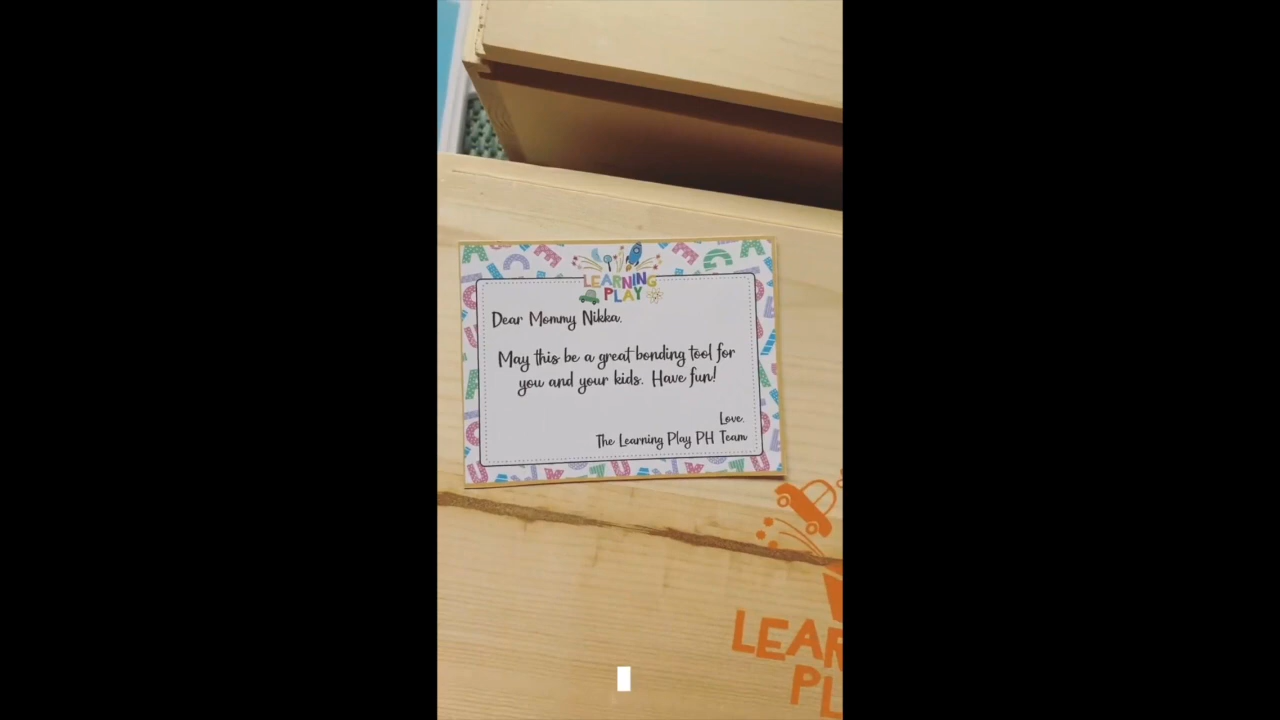 LEARNING
PLAY
Dear Mommy Nikka,
May this be a great bonding tool for
you and your kids. Have fun!
Love,
The Learning Play PH Team
LEAR
PL